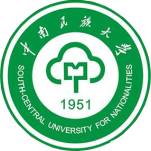 中南民族大学
1951
SOUTH-CENTRAL UNIVERSITY FOR NATIONALITIES